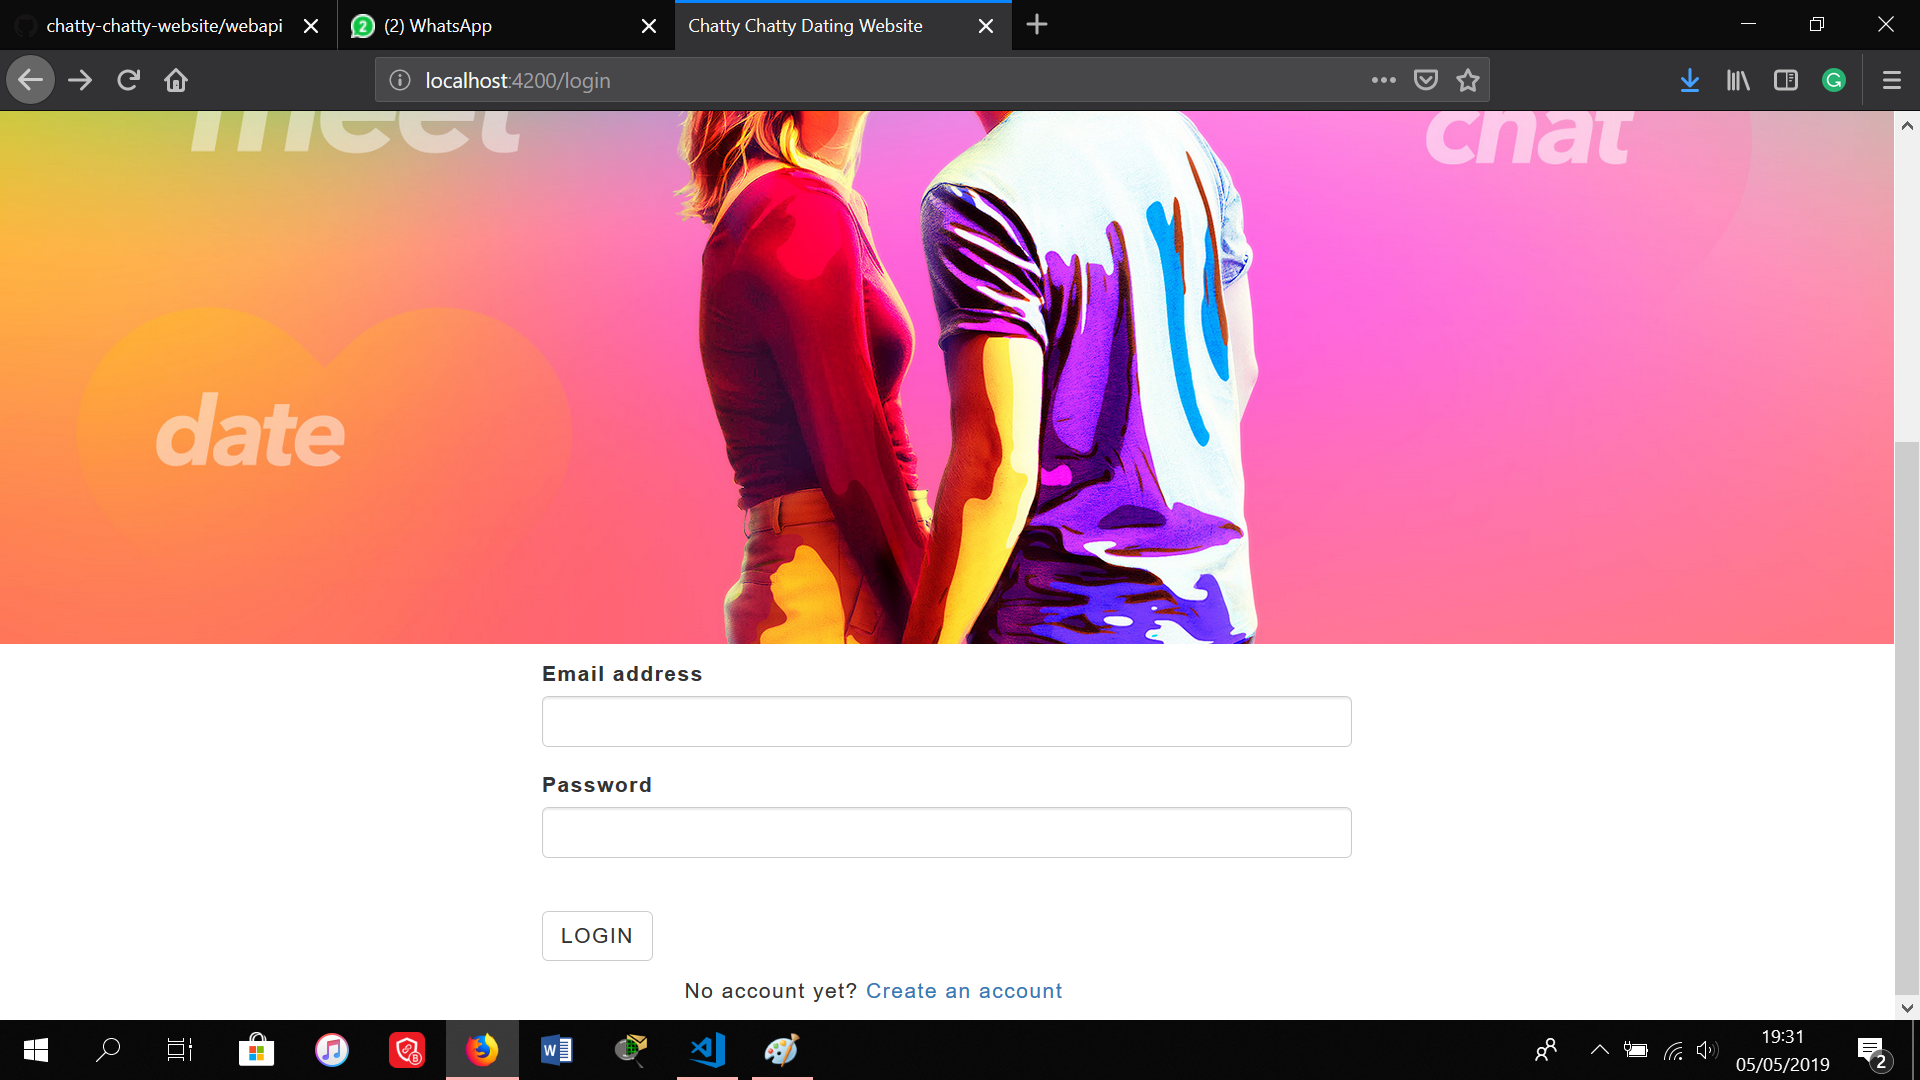 chatty-chatty-website/webapi
(2) WhatsApp
Chatty Chatty Dating Website
localhost:4200/login
meet
chat
date
Email address
Password
LOGIN
No account yet? Create an account
19:31
05/05/2019
2